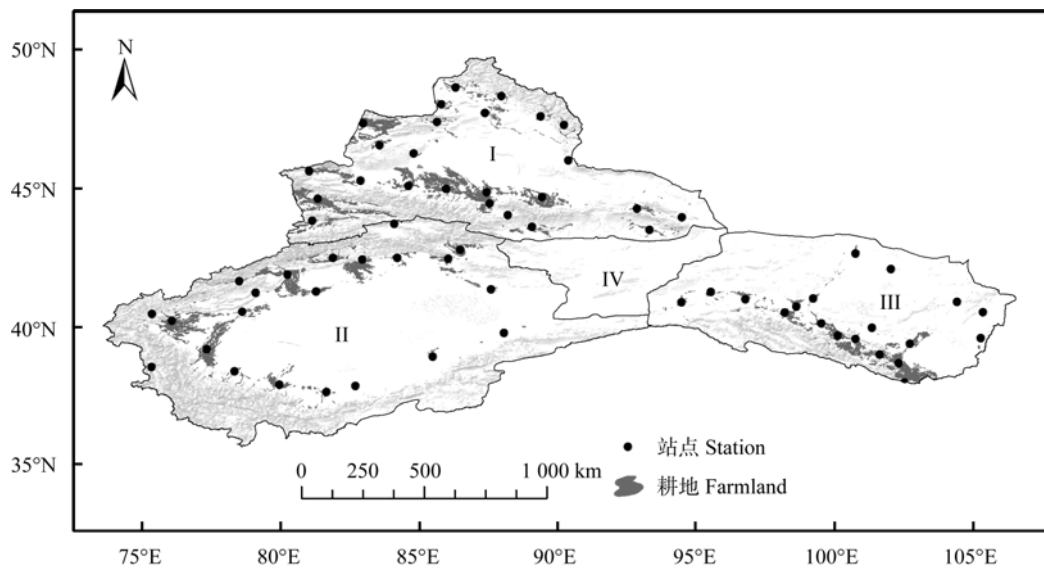 50°N
N
I
45°N
IV
III
40°N
II
35°N
站点 Station
0 250 500 1 000 km
耕地 Farmland
75°E 80°E 85°E 90°E 95°E 100°E 105°E